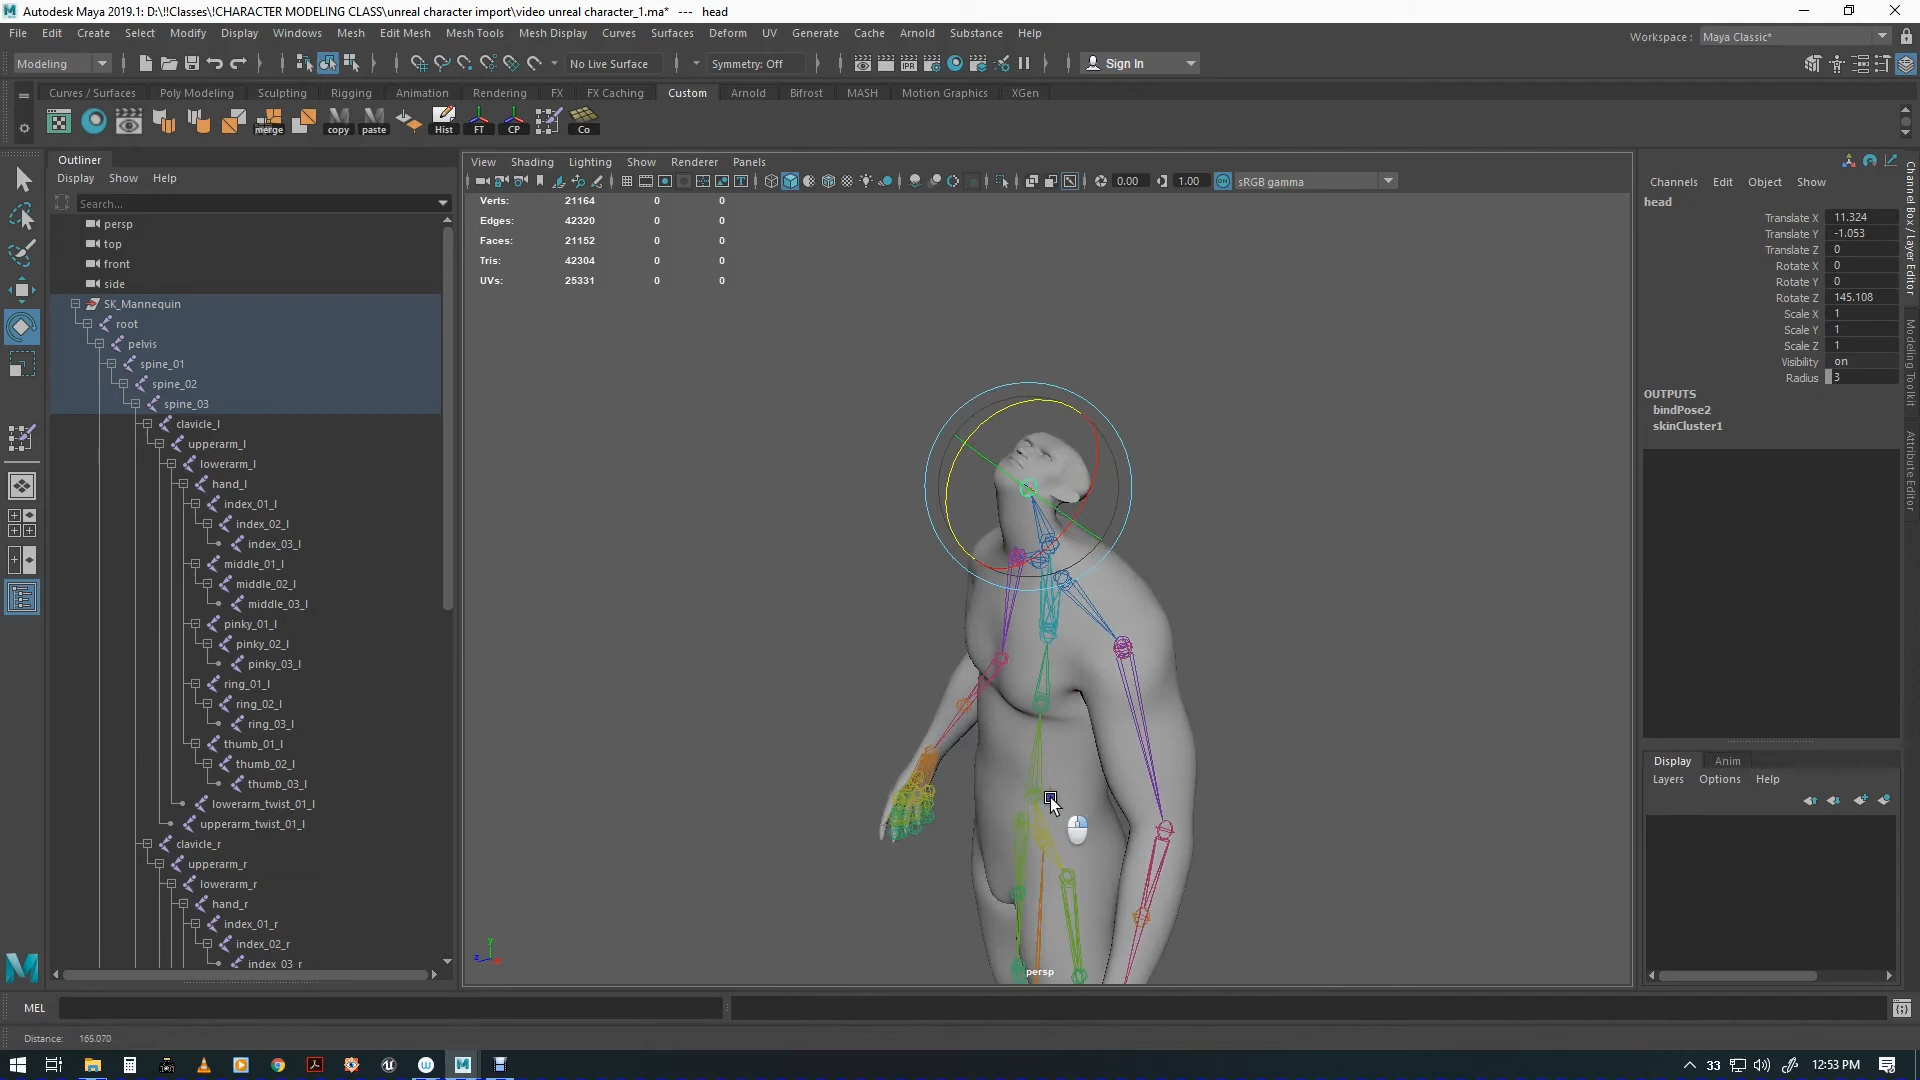 Autodesk Maya 2019.1: D:\!!Classes\!CHARACTER MODELING CLASS\unreal character import\video unreal character_1.ma* --- head
File Edit Create Select Modify Display Windows Mesh Edit Mesh Mesh Tools Mesh Display Curves Surfaces Deform UV Generate Cache Arnold Substance Help
Workspace : Maya Classic*
Modeling No Live Surface Symmetry: Off Sign In
Curves / Surfaces Poly Modeling Sculpting Rigging Animation Rendering FX FX Caching Custom Arnold Bifrost MASH Motion Graphics XGen
merge copy paste Hist FT CP Co
Outliner
Display Show Help
Search...
persp
top
front
side
SK_Mannequin
root
pelvis
spine_01
spine_02
spine_03
clavicle_l
upperarm_l
lowerarm_l
hand_l
index_01_l
index_02_l
index_03_l
middle_01_l
middle_02_l
middle_03_l
pinky_01_l
pinky_02_l
pinky_03_l
ring_01_l
ring_02_l
ring_03_l
thumb_01_l
thumb_02_l
thumb_03_l
lowerarm_twist_01_l
upperarm_twist_01_l
clavicle_r
upperarm_r
lowerarm_r
hand_r
index_01_r
index_02_r
index_03_r
View Shading Lighting Show Renderer Panels
0.00 1.00 ON sRGB gamma
Verts: 21164 0 0
Edges: 42320 0 0
Faces: 21152 0 0
Tris: 42304 0 0
UVs: 25331 0 0
y
z x
persp
Channels Edit Object Show
head
Translate X 11.324
Translate Y -1.053
Translate Z 0
Rotate X 0
Rotate Y 0
Rotate Z 145.108
Scale X 1
Scale Y 1
Scale Z 1
Visibility on
Radius 3
OUTPUTS
bindPose2
skinCluster1
Display Anim
Layers Options Help
Channel Box / Layer Editor
Modeling Toolkit
Attribute Editor
MEL
Distance: 165.070
33 12:53 PM